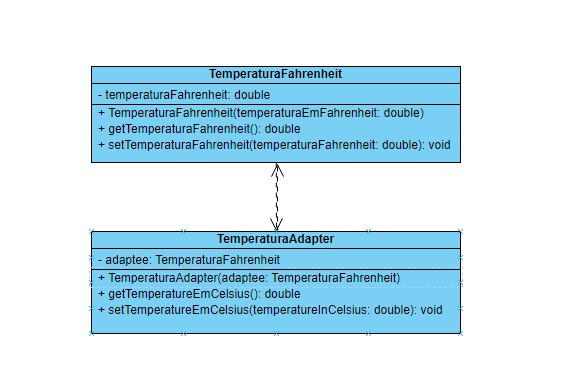 TemperaturaFahrenheit
- temperaturaFahrenheit: double
+ TemperaturaFahrenheit(temperaturaEmFahrenheit: double)
+ getTemperaturaFahrenheit(): double
+ setTemperaturaFahrenheit(temperaturaFahrenheit: double): void
TemperaturaAdapter
- adaptee: TemperaturaFahrenheit
+ TemperaturaAdapter(adaptee: TemperaturaFahrenheit)
+ getTemperatureEmCelsius(): double
+ setTemperatureEmCelsius(temperatureInCelsius: double): void